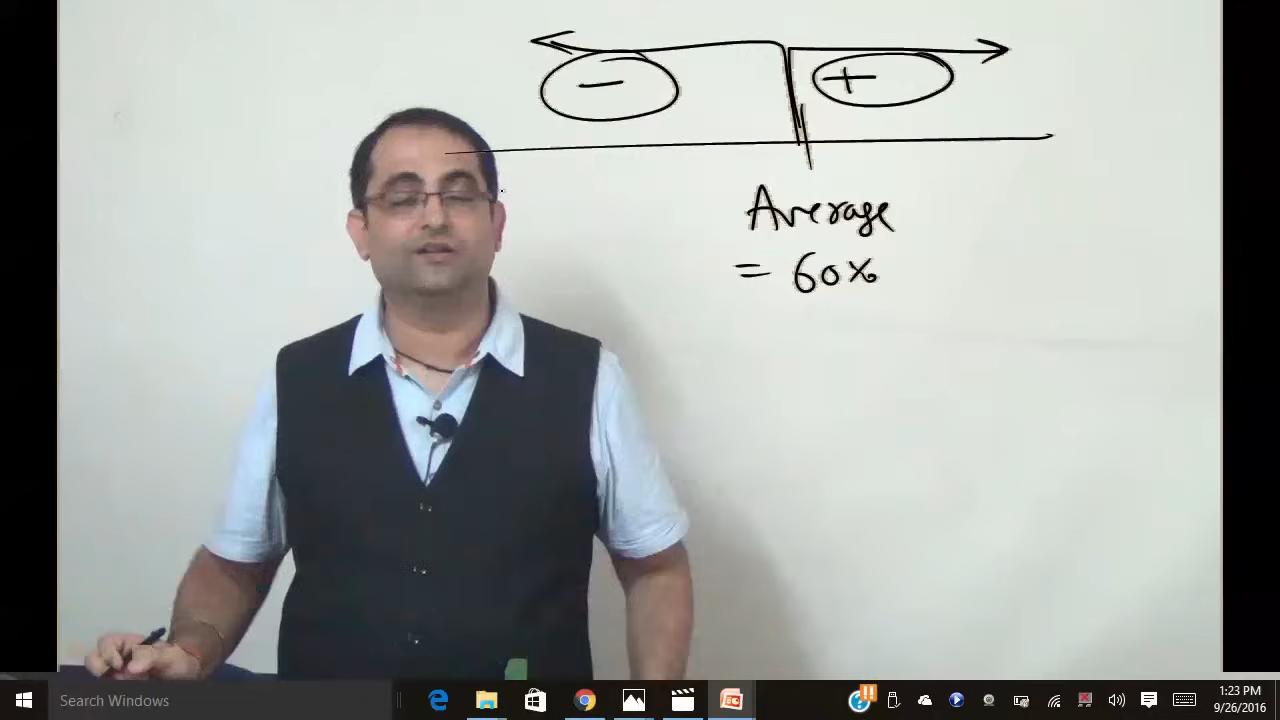 − +
Average
= 60x
Search Windows
1:23 PM
9/26/2016